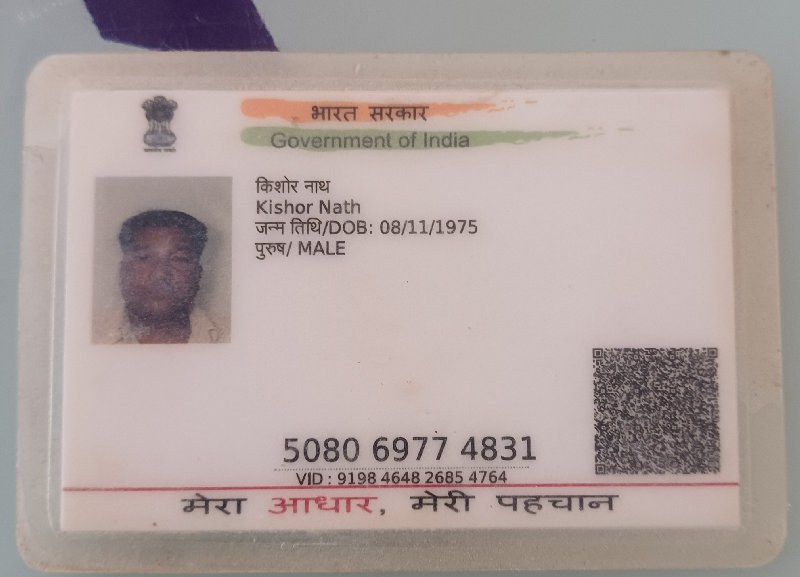 भारत सरकार
Government of India
किशोर नाथ
Kishor Nath
जन्म तिथि/DOB: 08/11/1975
पुरुष/ MALE
5080 6977 4831
VID : 9198 4648 2685 4764
मेरा आधार, मेरी पहचान